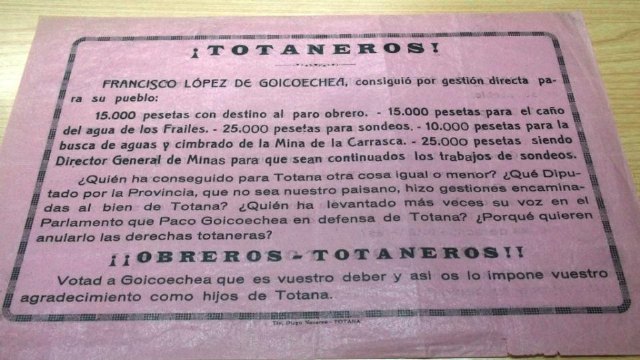 ¡TOTANEROS!
FRANCISCO LÓPEZ DE GOICOECHEA, consiguió por gestión directa pa-
ra su pueblo:
15.000 pesetas con destino al paro obrero. - 15.000 pesetas para el caño
del agua de los Frailes. - 25.000 pesetas para sondeos. - 10.000 pesetas para la
busca de aguas y cimbrado de la Mina de la Carrasca. - 25.000 pesetas siendo
Director General de Minas para que sean continuados los trabajos de sondeos.
¿Quién ha conseguido para Totana otra cosa igual o menor? ¿Qué Dipu-
tado por la Provincia, que no sea nuestro paisano, hizo gestiones encamina-
das al bien de Totana? ¿Quién ha levantado más veces su voz en el
Parlamento que Paco Goicoechea en defensa de Totana? ¿Porqué quieren
anularlo las derechas totaneras?
¡¡OBREROS - TOTANEROS!!
Votad a Goicoechea que es vuestro deber y asi os lo impone vuestro
agradecimiento como hijos de Totana.
Tip. Diego Navarro - TOTANA